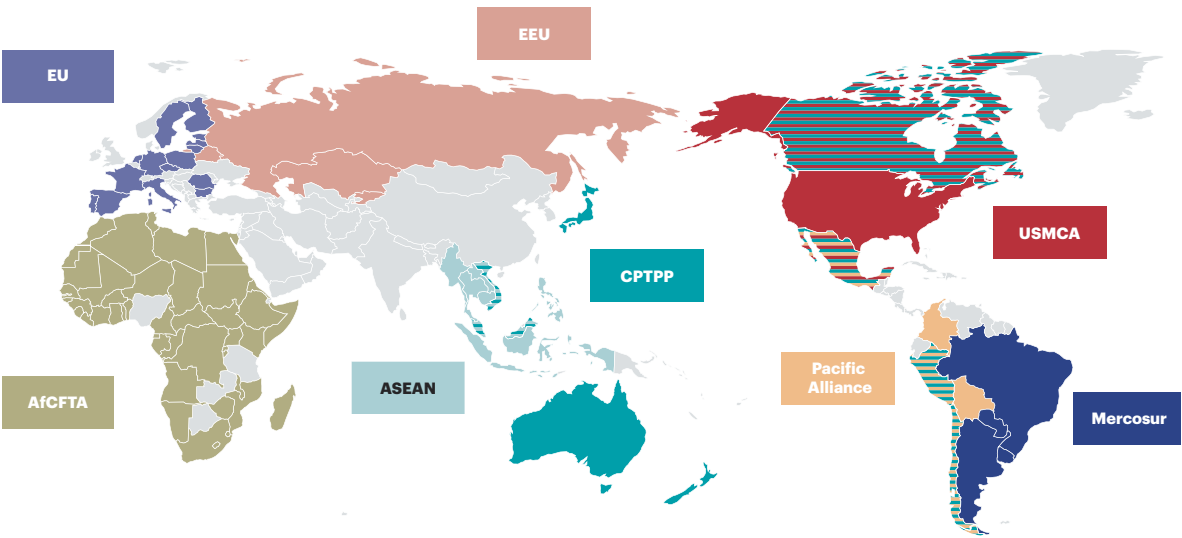 EEU
EU
USMCA
CPTPP
Pacific
Alliance
ASEAN
AfCFTA
Mercosur